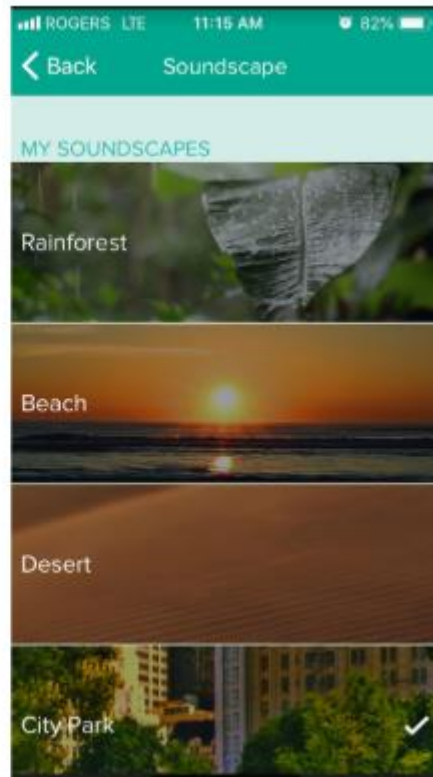 ROGERS LTE 11:15 AM 82%
Back Soundscape
MY SOUNDSCAPES
Rainforest
Beach
Desert
City Park